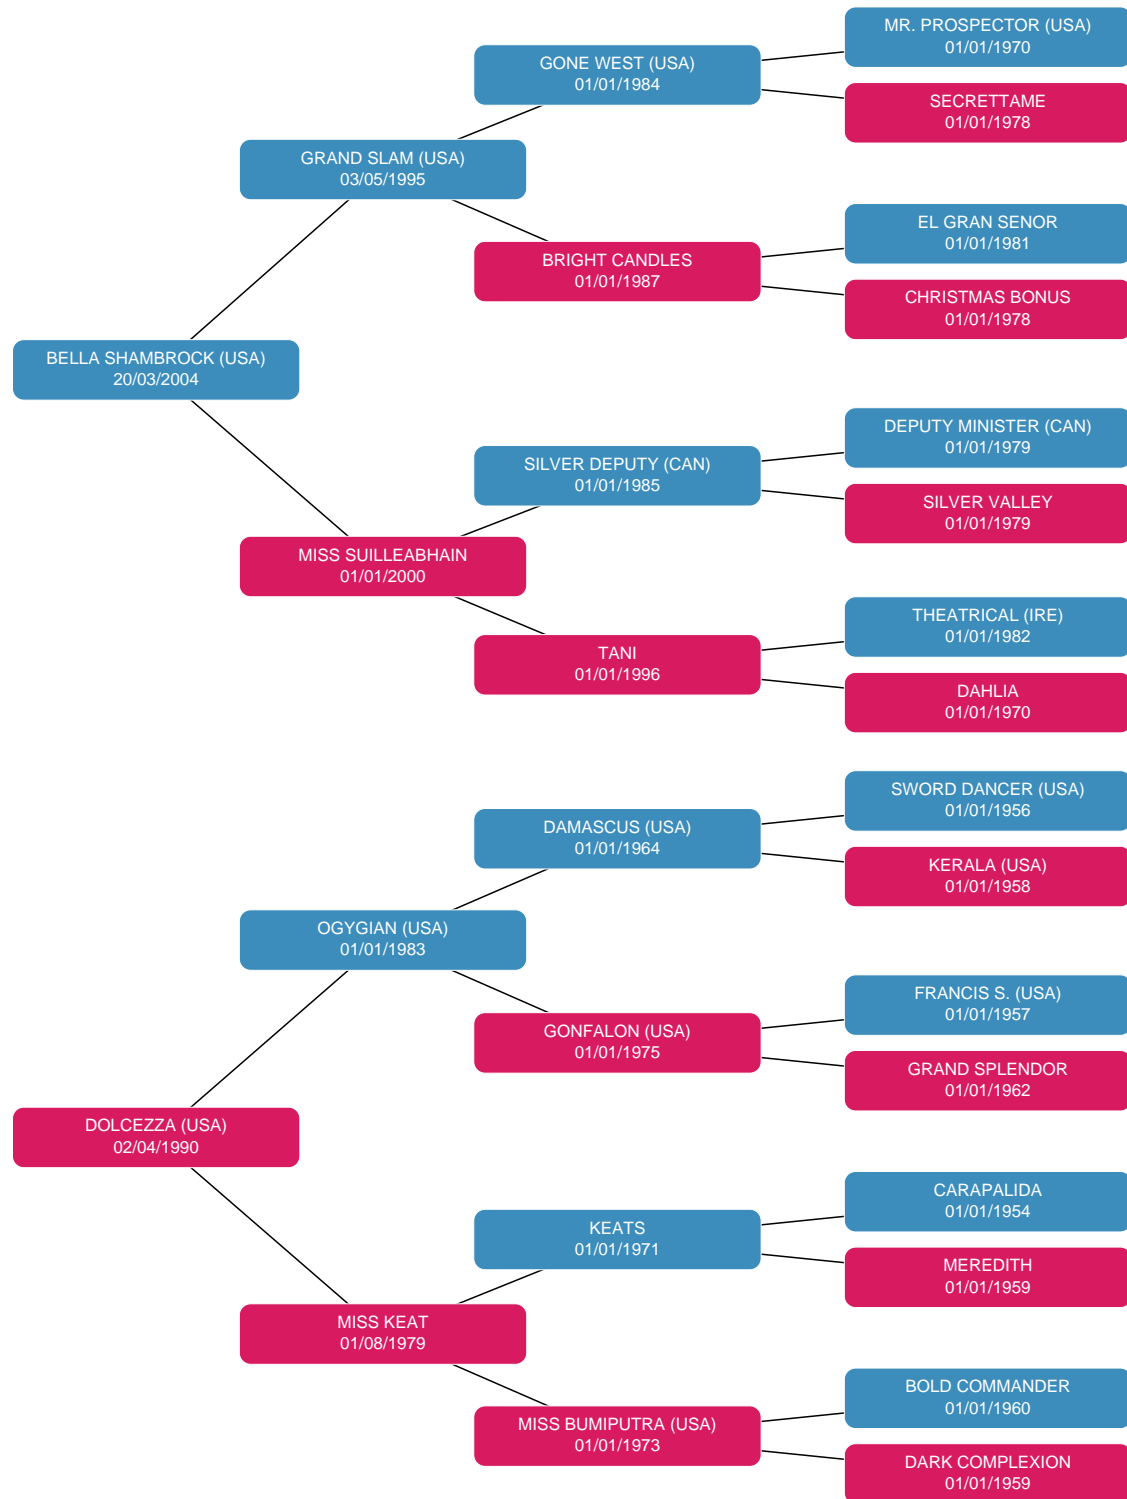 MR. PROSPECTOR (USA)
01/01/1970
GONE WEST (USA)
01/01/1984
SECRETTAME
01/01/1978
GRAND SLAM (USA)
03/05/1995
EL GRAN SENOR
01/01/1981
BRIGHT CANDLES
01/01/1987
CHRISTMAS BONUS
01/01/1978
BELLA SHAMBROCK (USA)
20/03/2004
DEPUTY MINISTER (CAN)
01/01/1979
SILVER DEPUTY (CAN)
01/01/1985
SILVER VALLEY
01/01/1979
MISS SUILLEABHAIN
01/01/2000
THEATRICAL (IRE)
01/01/1982
TANI
01/01/1996
DAHLIA
01/01/1970
SWORD DANCER (USA)
01/01/1956
DAMASCUS (USA)
01/01/1964
KERALA (USA)
01/01/1958
OGYGIAN (USA)
01/01/1983
FRANCIS S. (USA)
01/01/1957
GONFALON (USA)
01/01/1975
GRAND SPLENDOR
01/01/1962
DOLCEZZA (USA)
02/04/1990
CARAPALIDA
01/01/1954
KEATS
01/01/1971
MEREDITH
01/01/1959
MISS KEAT
01/08/1979
BOLD COMMANDER
01/01/1960
MISS BUMIPUTRA (USA)
01/01/1973
DARK COMPLEXION
01/01/1959